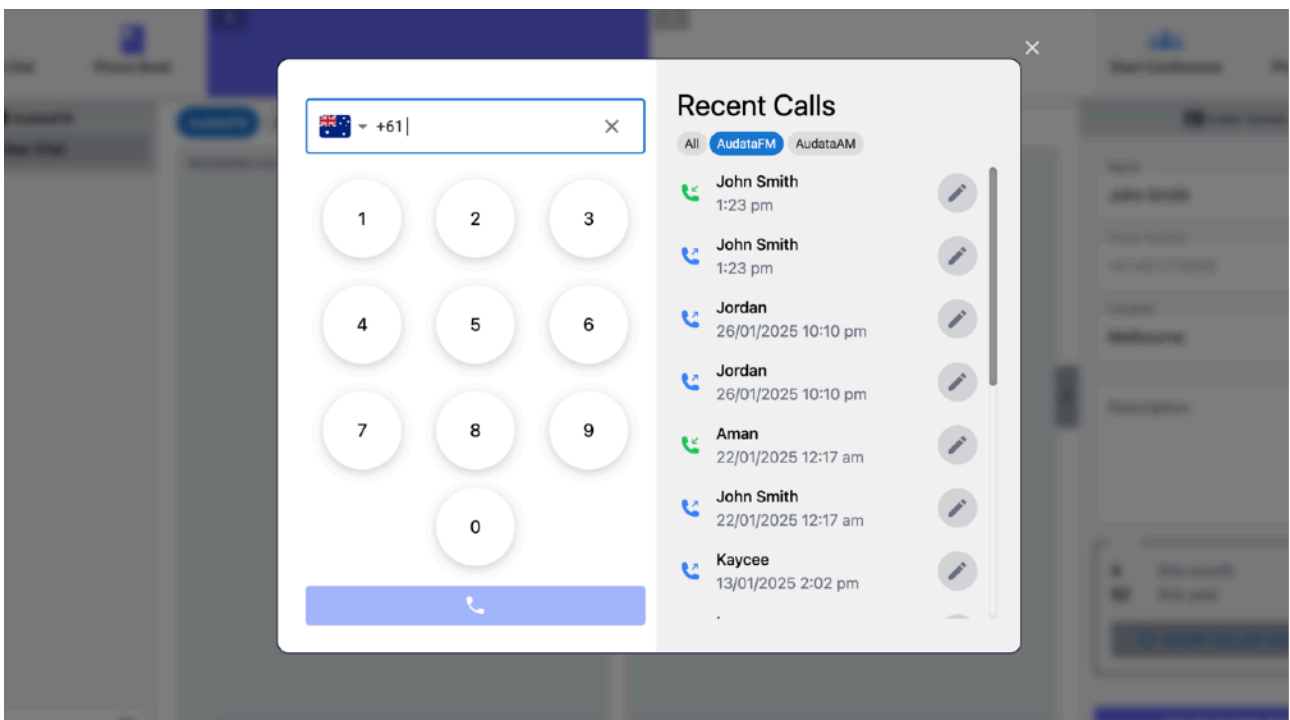 +61
1
2
3
4
5
6
7
8
9
0
Recent Calls
All AudataFM AudataAM
John Smith
1:23 pm
John Smith
1:23 pm
Jordan
26/01/2025 10:10 pm
Jordan
26/01/2025 10:10 pm
Aman
22/01/2025 12:17 am
John Smith
22/01/2025 12:17 am
Kaycee
13/01/2025 2:02 pm
Phone Book
Start Conference
John Smith
Melbourne
Description